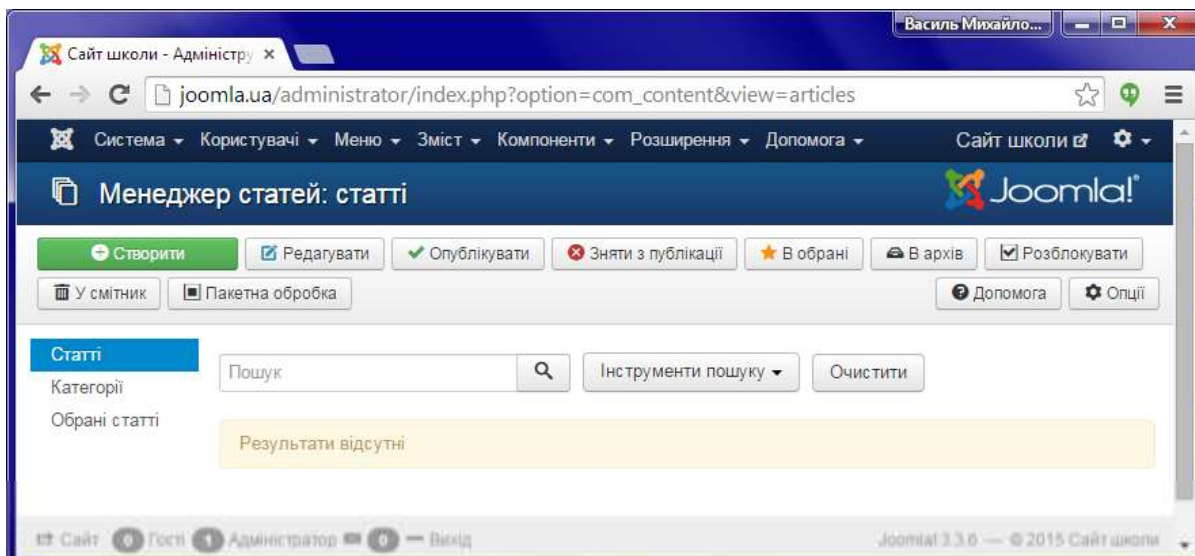 Василь Михайло...
Сайт школи - Адміністру
joomla.ua/administrator/index.php?option=com_content&view=articles
Система Користувачі Меню Зміст Компоненти Розширення Допомога Сайт школи
Менеджер статей: статті Joomla!
Створити Редагувати Опублікувати Зняти з публікації В обрані В архів Розблокувати
У смітник Пакетна обробка Допомога Опції
Статті
Пошук Інструменти пошуку Очистити
Категорії
Обрані статті
Результати відсутні
Сайт 0 Гості 1 Адміністратор 0 Вихід Joomla! 3.3.6 — © 2015 Сайт школи